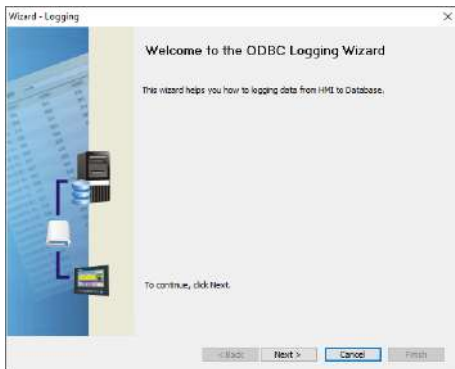 Wizard - Logging
Welcome to the ODBC Logging Wizard
This wizard helps you how to logging data from HMI to Database.
To continue, click Next.
< Back
Next >
Cancel
Finish